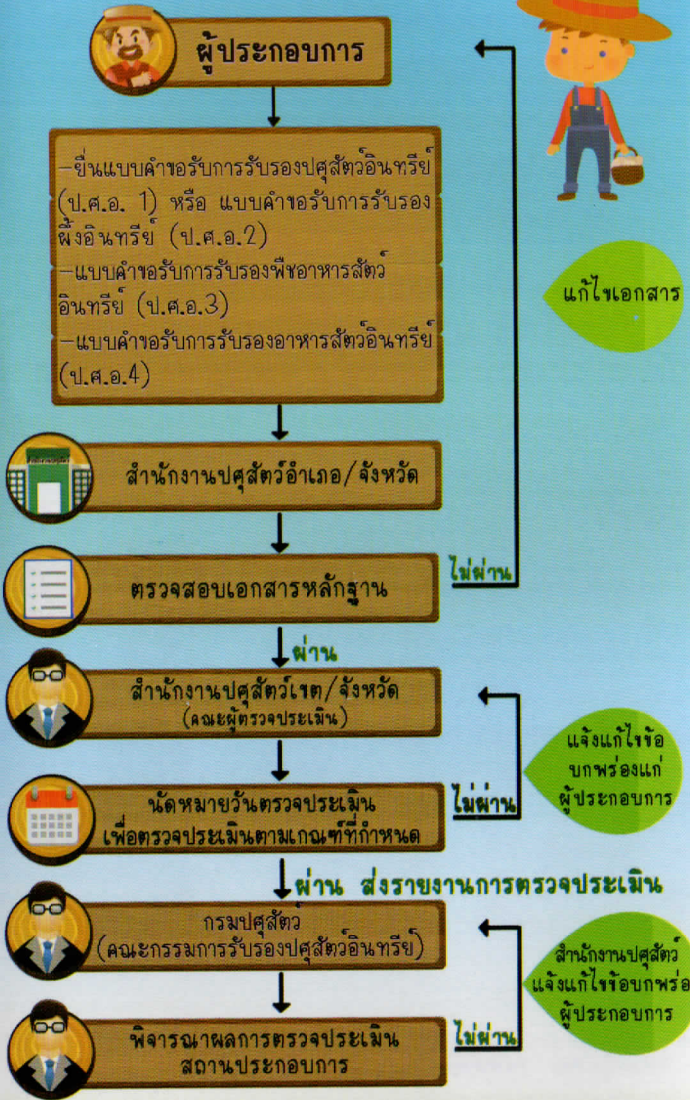 ผู้ประกอบการ
-ยื่นแบบคำขอรับการรับรองปศุสัตว์อินทรีย์
(ป.ศ.อ. 1) หรือ แบบคำขอรับการรับรอง
ผึ้งอินทรีย์ (ป.ศ.อ.2)
-แบบคำขอรับการรับรองพืชอาหารสัตว์
อินทรีย์ (ป.ศ.อ.3)
-แบบคำขอรับการรับรองอาหารสัตว์อินทรีย์
(ป.ศ.อ.4)
แก้ไขเอกสาร
สำนักงานปศุสัตว์อำเภอ/จังหวัด
ตรวจสอบเอกสารหลักฐาน
ไม่ผ่าน
ผ่าน
สำนักงานปศุสัตว์เขต/จังหวัด
(คณะผู้ตรวจประเมิน)
แจ้งแก้ไขข้อ
บกพร่องแก่
ผู้ประกอบการ
นัดหมายวันตรวจประเมิน
เพื่อตรวจประเมินตามเกณฑ์ที่กำหนด
ไม่ผ่าน
ผ่าน ส่งรายงานการตรวจประเมิน
กรมปศุสัตว์
(คณะกรรมการรับรองปศุสัตว์อินทรีย์)
สำนักงานปศุสัตว์
แจ้งแก้ไขข้อบกพร่อ
ผู้ประกอบการ
พิจารณาผลการตรวจประเมิน
สถานประกอบการ
ไม่ผ่าน